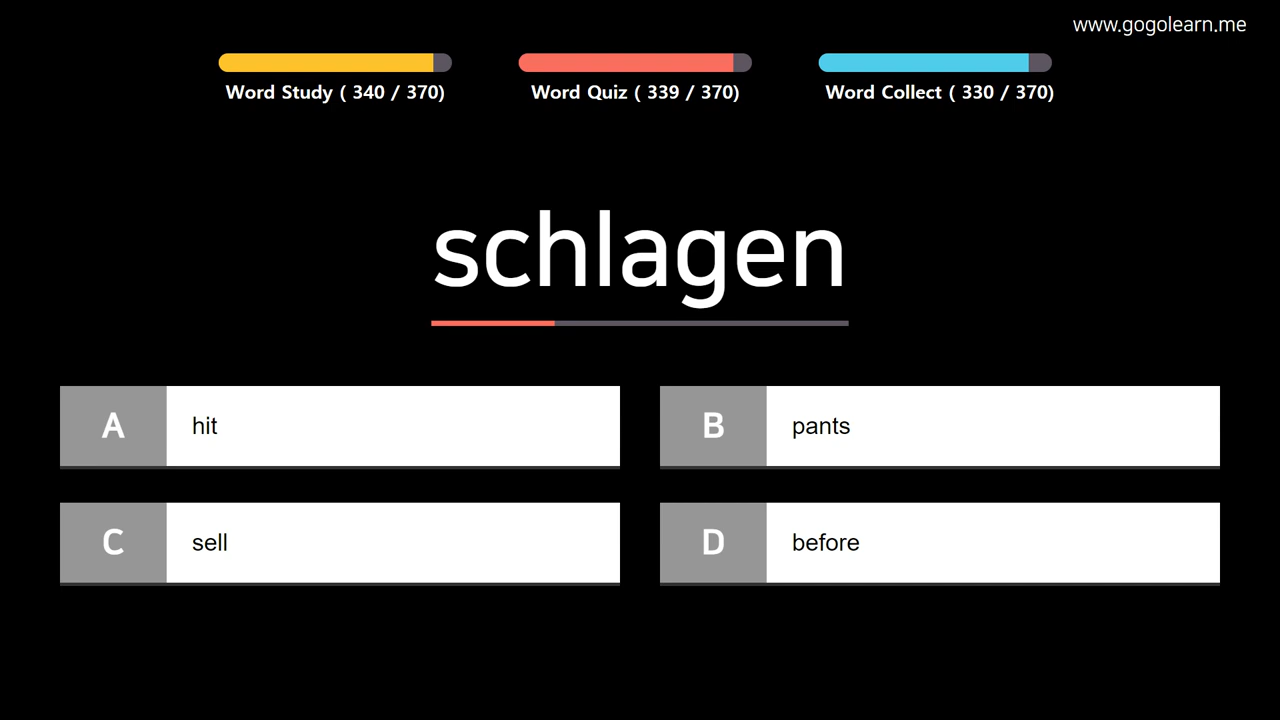 www.gogolearn.me
Word Study ( 340 / 370)
Word Quiz ( 339 / 370)
Word Collect ( 330 / 370)
schlagen
A hit
B pants
C sell
D before